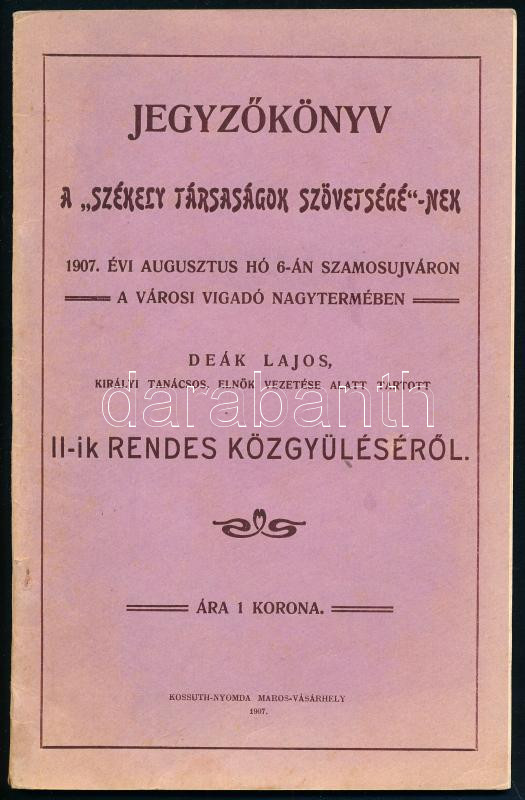 JEGYZŐKÖNYV
A „SZÉKELY TÁRSASÁGOK SZÖVETSÉGÉ“-NEK
1907. ÉVI AUGUSZTUS HÓ 6-ÁN SZAMOSUJVÁRON
A VÁROSI VIGADÓ NAGYTERMÉBEN
DEÁK LAJOS,
KIRÁLYI TANÁCSOS, ELNÖK VEZETÉSE ALATT TARTOTT
darabanth
II-ik RENDES KÖZGYÜLÉSÉRŐL.
ÁRA 1 KORONA.
KOSSUTH-NYOMDA MAROS-VÁSÁRHELY
1907.